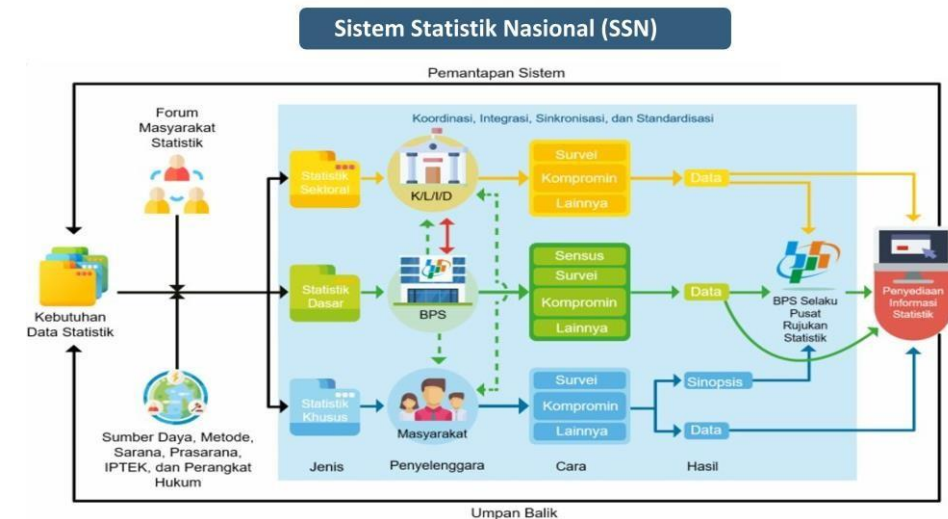 Sistem Statistik Nasional (SSN)
Pemantapan Sistem
Forum
Masyarakat
Statistik
Koordinasi, Integrasi, Sinkronisasi, dan Standardisasi
Statistik
Sektoral
K/L/I/D
Survei
Kompromin
Lainnya
Data
Kebutuhan
Data Statistik
Statistik
Dasar
BPS
Sensus
Survei
Kompromin
Lainnya
Data
BPS Selaku
Pusat
Rujukan
Statistik
Penyediaan
Informasi
Statistik
Sumber Daya, Metode,
Sarana, Prasarana,
IPTEK, dan Perangkat
Hukum
Statistik
Khusus
Masyarakat
Survei
Kompromin
Lainnya
Sinopsis
Data
Jenis
Penyelenggara
Cara
Hasil
Umpan Balik